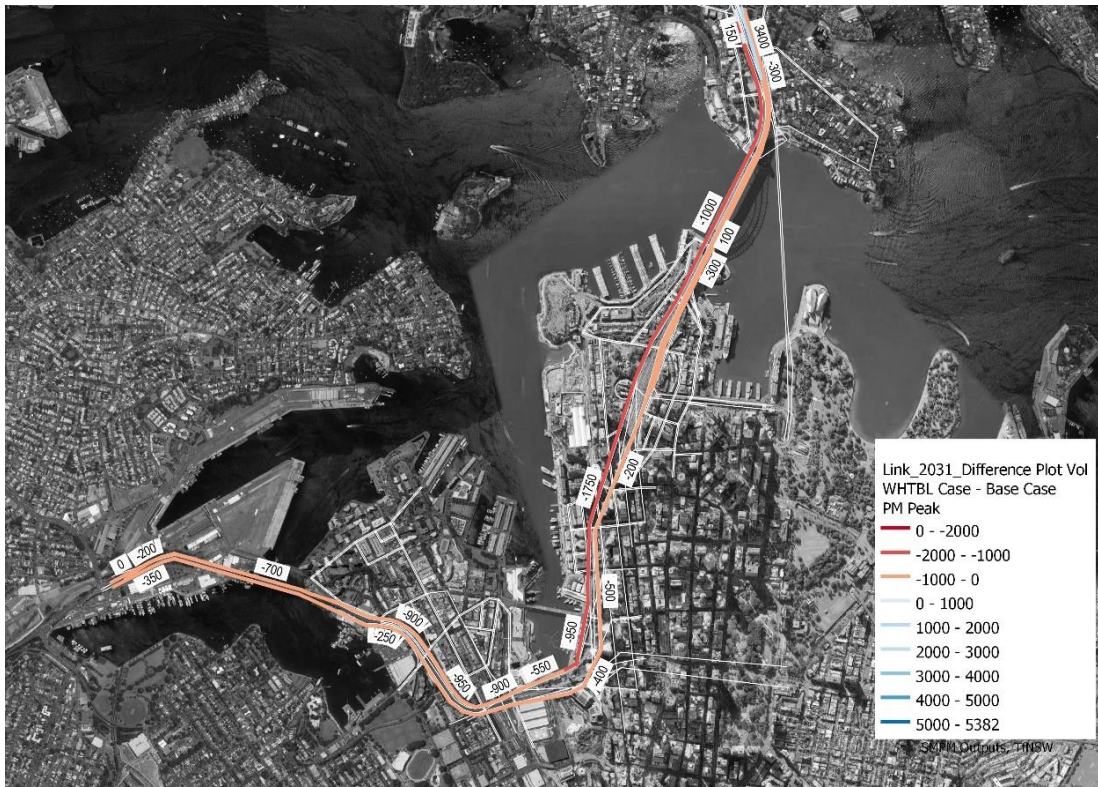 150
3400
-300
-1000
100
-300
-1750
-200
-500
-950
0
-200
-350
-700
-900
-250
-950
-900
-550
-400
Link_2031_Difference Plot Vol
WHTBL Case - Base Case
PM Peak
0 - -2000
-2000 - -1000
-1000 - 0
0 - 1000
1000 - 2000
2000 - 3000
3000 - 4000
4000 - 5000
5000 - 5382
SMPM Outputs, TfNSW